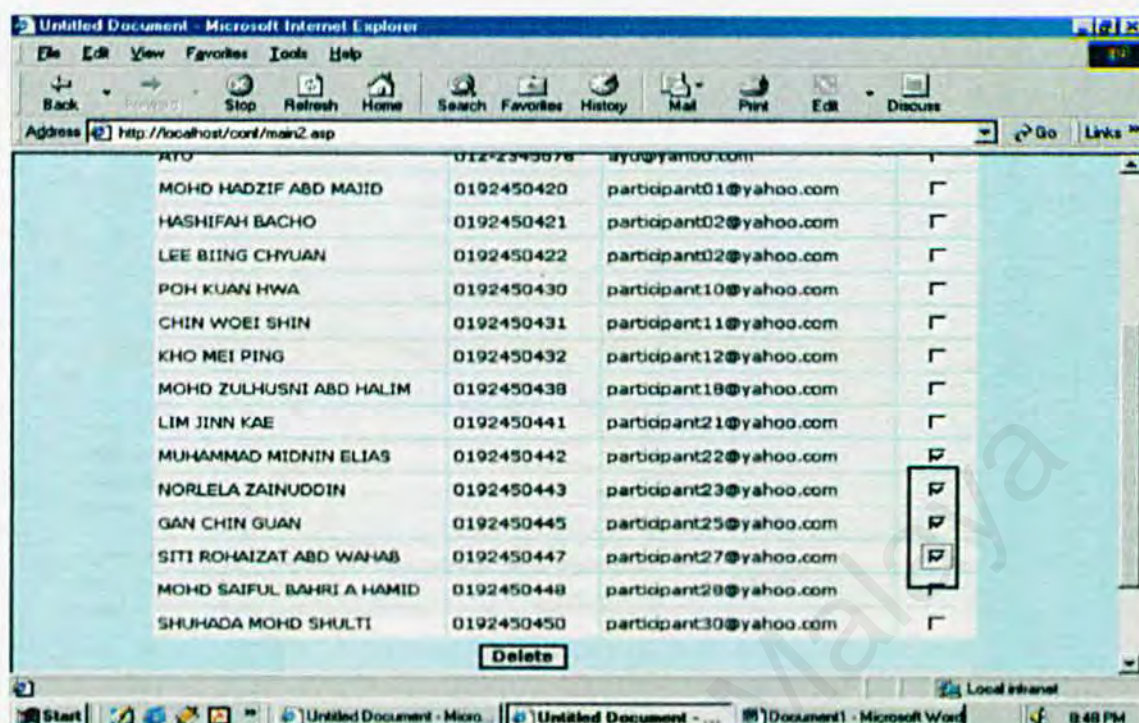 Untitled Document - Microsoft Internet Explorer
File Edit View Favorites Tools Help
Back Forward Stop Refresh Home Search Favorites History Mail Print Edit Discuss
Address http://localhost/conf/main2.asp Go Links »
AYU 012-2345678 ayu@yahoo.com
MOHD HADZIF ABD MAJID 0192450420 participant01@yahoo.com
HASHIFAH BACHO 0192450421 participant02@yahoo.com
LEE BIING CHYUAN 0192450422 participant02@yahoo.com
POH KUAN HWA 0192450430 participant10@yahoo.com
CHIN WOEI SHIN 0192450431 participant11@yahoo.com
KHO MEI PING 0192450432 participant12@yahoo.com
MOHD ZULHUSNI ABD HALIM 0192450438 participant18@yahoo.com
LIM JINN KAE 0192450441 participant21@yahoo.com
MUHAMMAD MIDNIN ELIAS 0192450442 participant22@yahoo.com
NORLELA ZAINUDDIN 0192450443 participant23@yahoo.com
GAN CHIN GUAN 0192450445 participant25@yahoo.com
SITI ROHAIZAT ABD WAHAB 0192450447 participant27@yahoo.com
MOHD SAIFUL BAHRI A HAMID 0192450448 participant28@yahoo.com
SHUHADA MOHD SHULTI 0192450450 participant30@yahoo.com
Delete
Local intranet
Start » Untitled Document - Micro... Untitled Document - ... Document1 - Microsoft Word 8:48 PM
Malaya